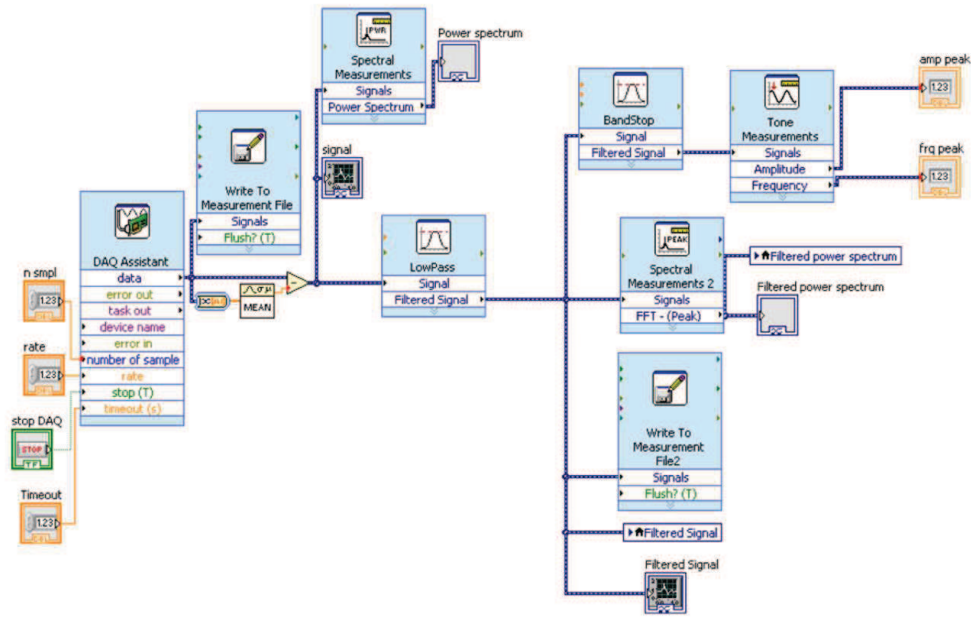 n smpl
1.23
rate
1.23
stop DAQ
STOP
TF
Timeout
1.23
DAQ Assistant
data
error out
task out
device name
error in
number of sample
rate
stop (T)
timeout (s)
Write To
Measurement File
Signals
Flush? (T)
MEAN
PWR
Spectral
Measurements
Signals
Power Spectrum
Power spectrum
signal
LowPass
Signal
Filtered Signal
BandStop
Signal
Filtered Signal
Tone
Measurements
Signals
Amplitude
Frequency
amp peak
1.23
frq peak
1.23
PEAK
Spectral
Measurements 2
Signals
FFT - (Peak)
Filtered power spectrum
Filtered power spectrum
Write To
Measurement
File2
Signals
Flush? (T)
Filtered Signal
Filtered Signal